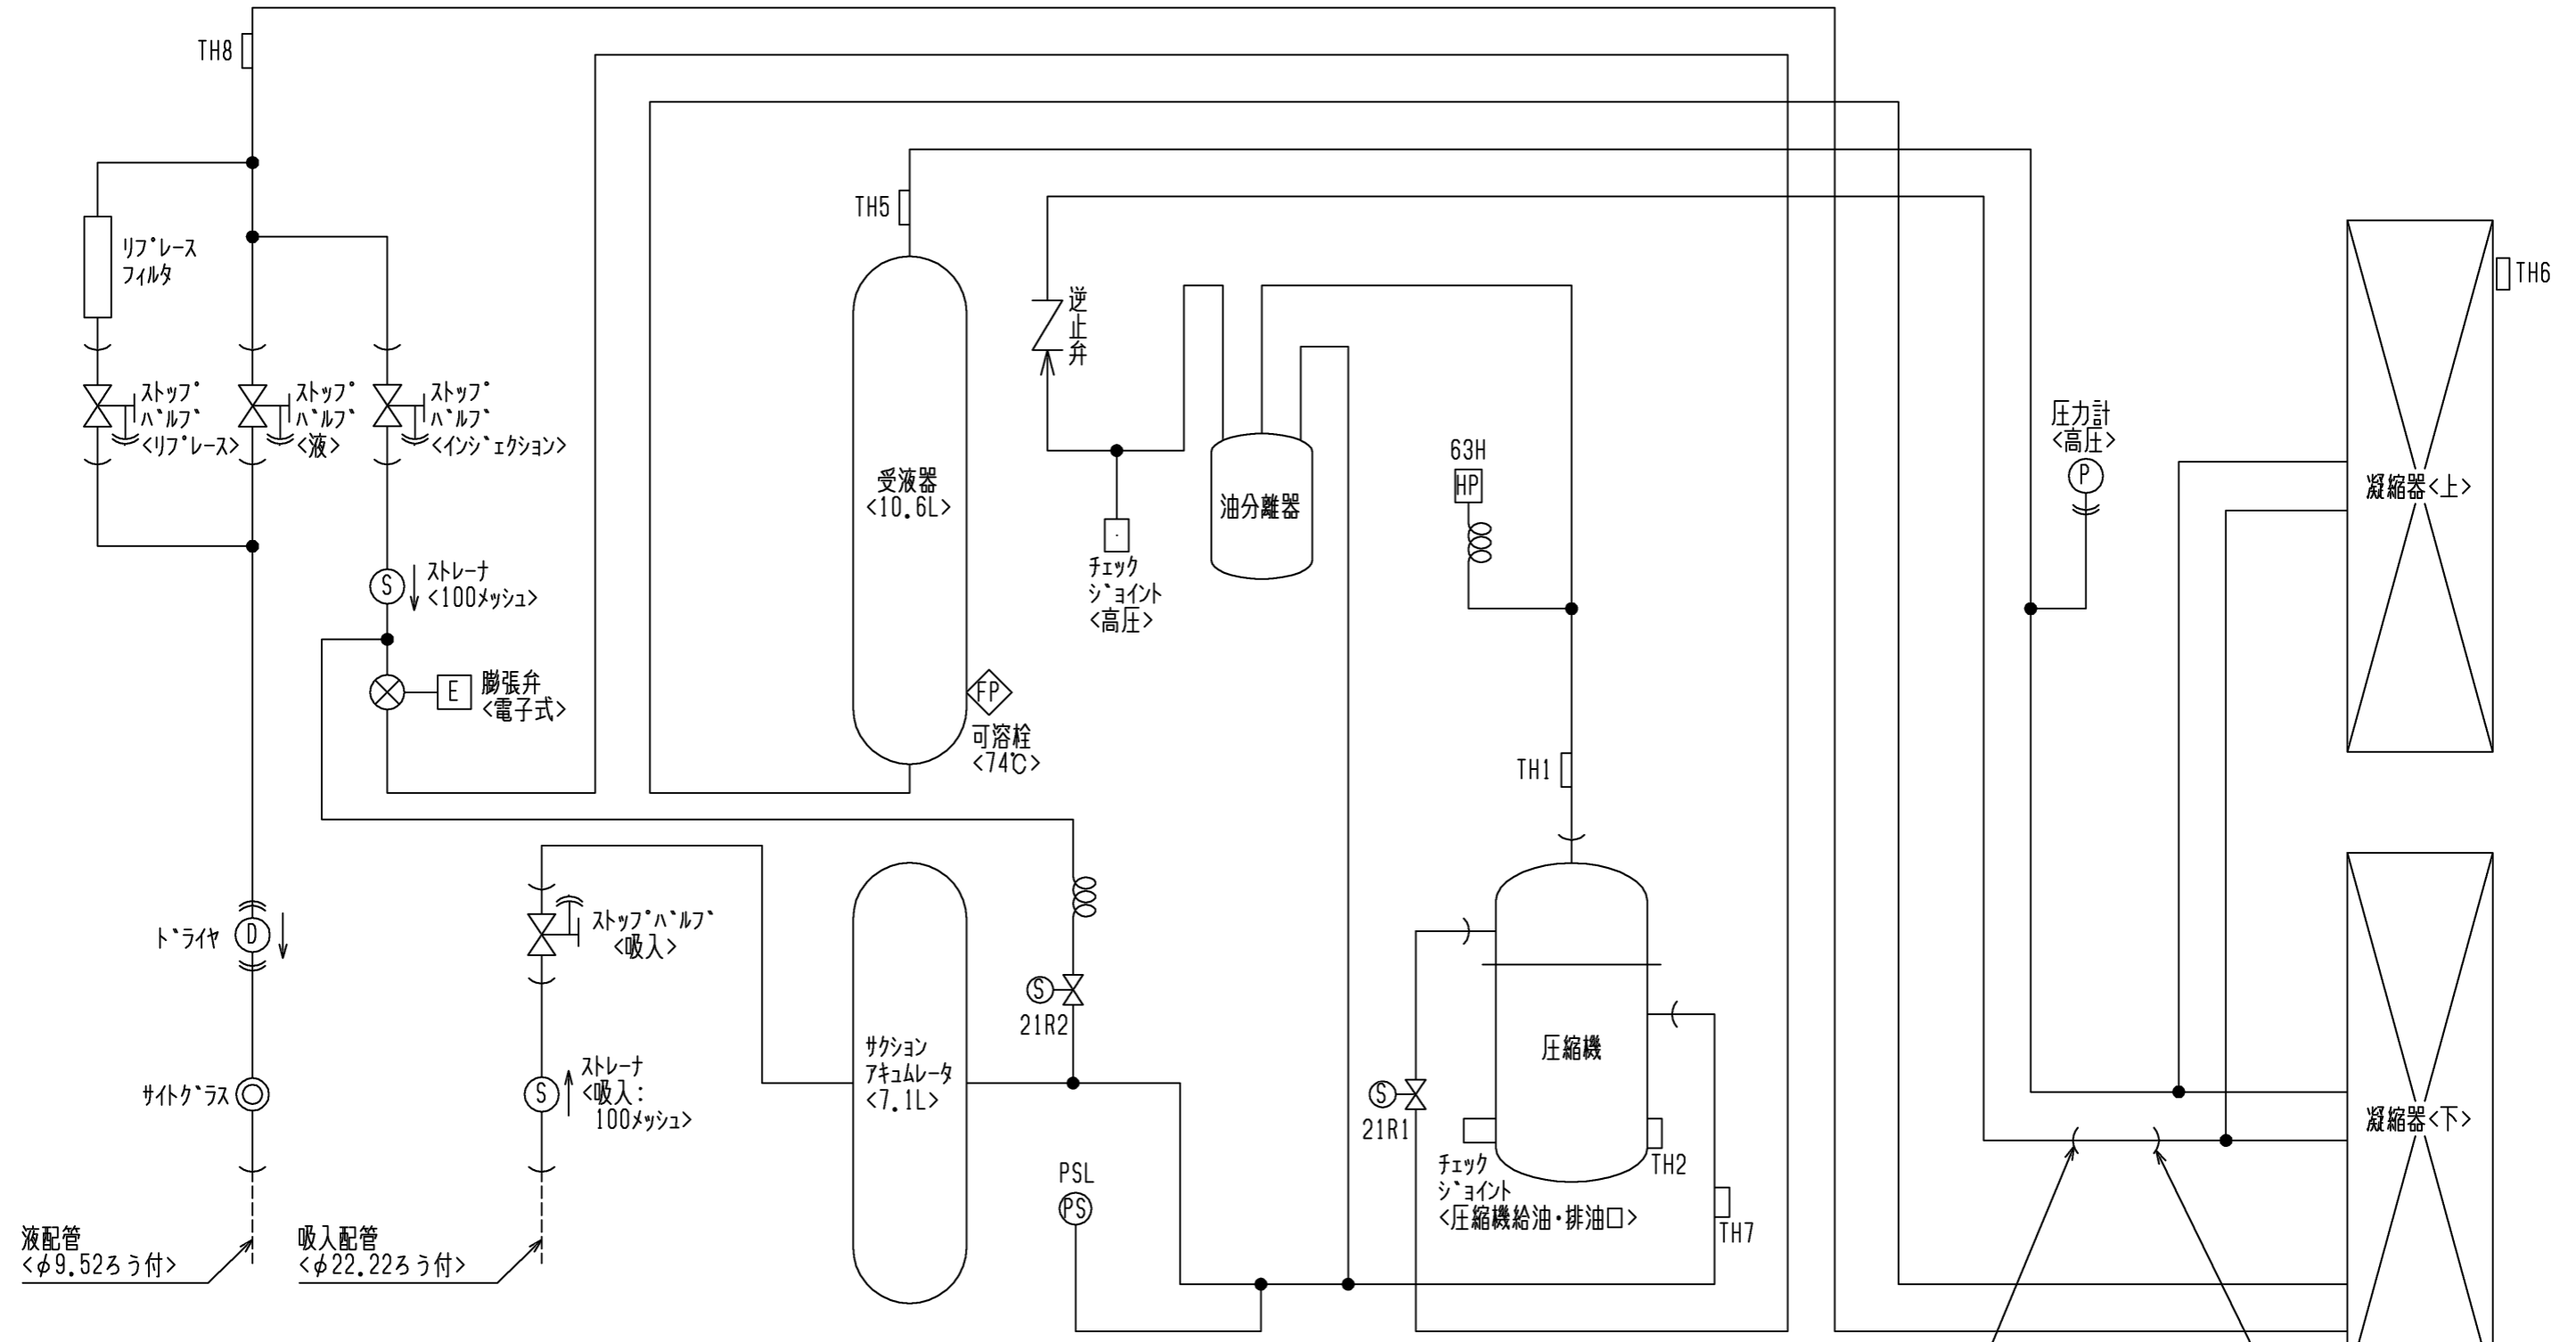 TH8
リプレース
フィルタ
ストップ
バルブ
<リプレース>
ストップ
バルブ
<液>
ストップ
バルブ
<インジェクション>
S
ストレーナ
<100メッシュ>
E
膨張弁
<電子式>
TH5
受液器
<10.6L>
FP
可溶栓
<74℃>
逆止弁
チェック
ジョイント
<高圧>
油分離器
63H
HP
TH1
圧力計
<高圧>
P
TH6
凝縮器<上>
ドライヤ
D
サイトグラス
液配管
<φ9.52ろう付>
ストップバルブ
<吸入>
S
ストレーナ
<吸入:
100メッシュ>
吸入配管
<φ22.22ろう付>
サクション
アキュムレータ
<7.1L>
S
21R2
PSL
PS
圧縮機
S
21R1
チェック
ジョイント
<圧縮機給油・排油口>
TH2
TH7
凝縮器<下>